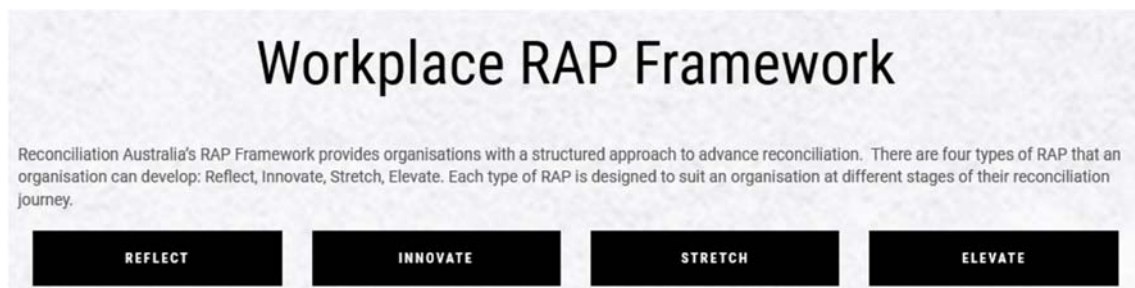 Workplace RAP Framework
Reconciliation Australia's RAP Framework provides organisations with a structured approach to advance reconciliation.  There are four types of RAP that an
organisation can develop: Reflect, Innovate, Stretch, Elevate. Each type of RAP is designed to suit an organisation at different stages of their reconciliation
journey.
REFLECT
INNOVATE
STRETCH
ELEVATE